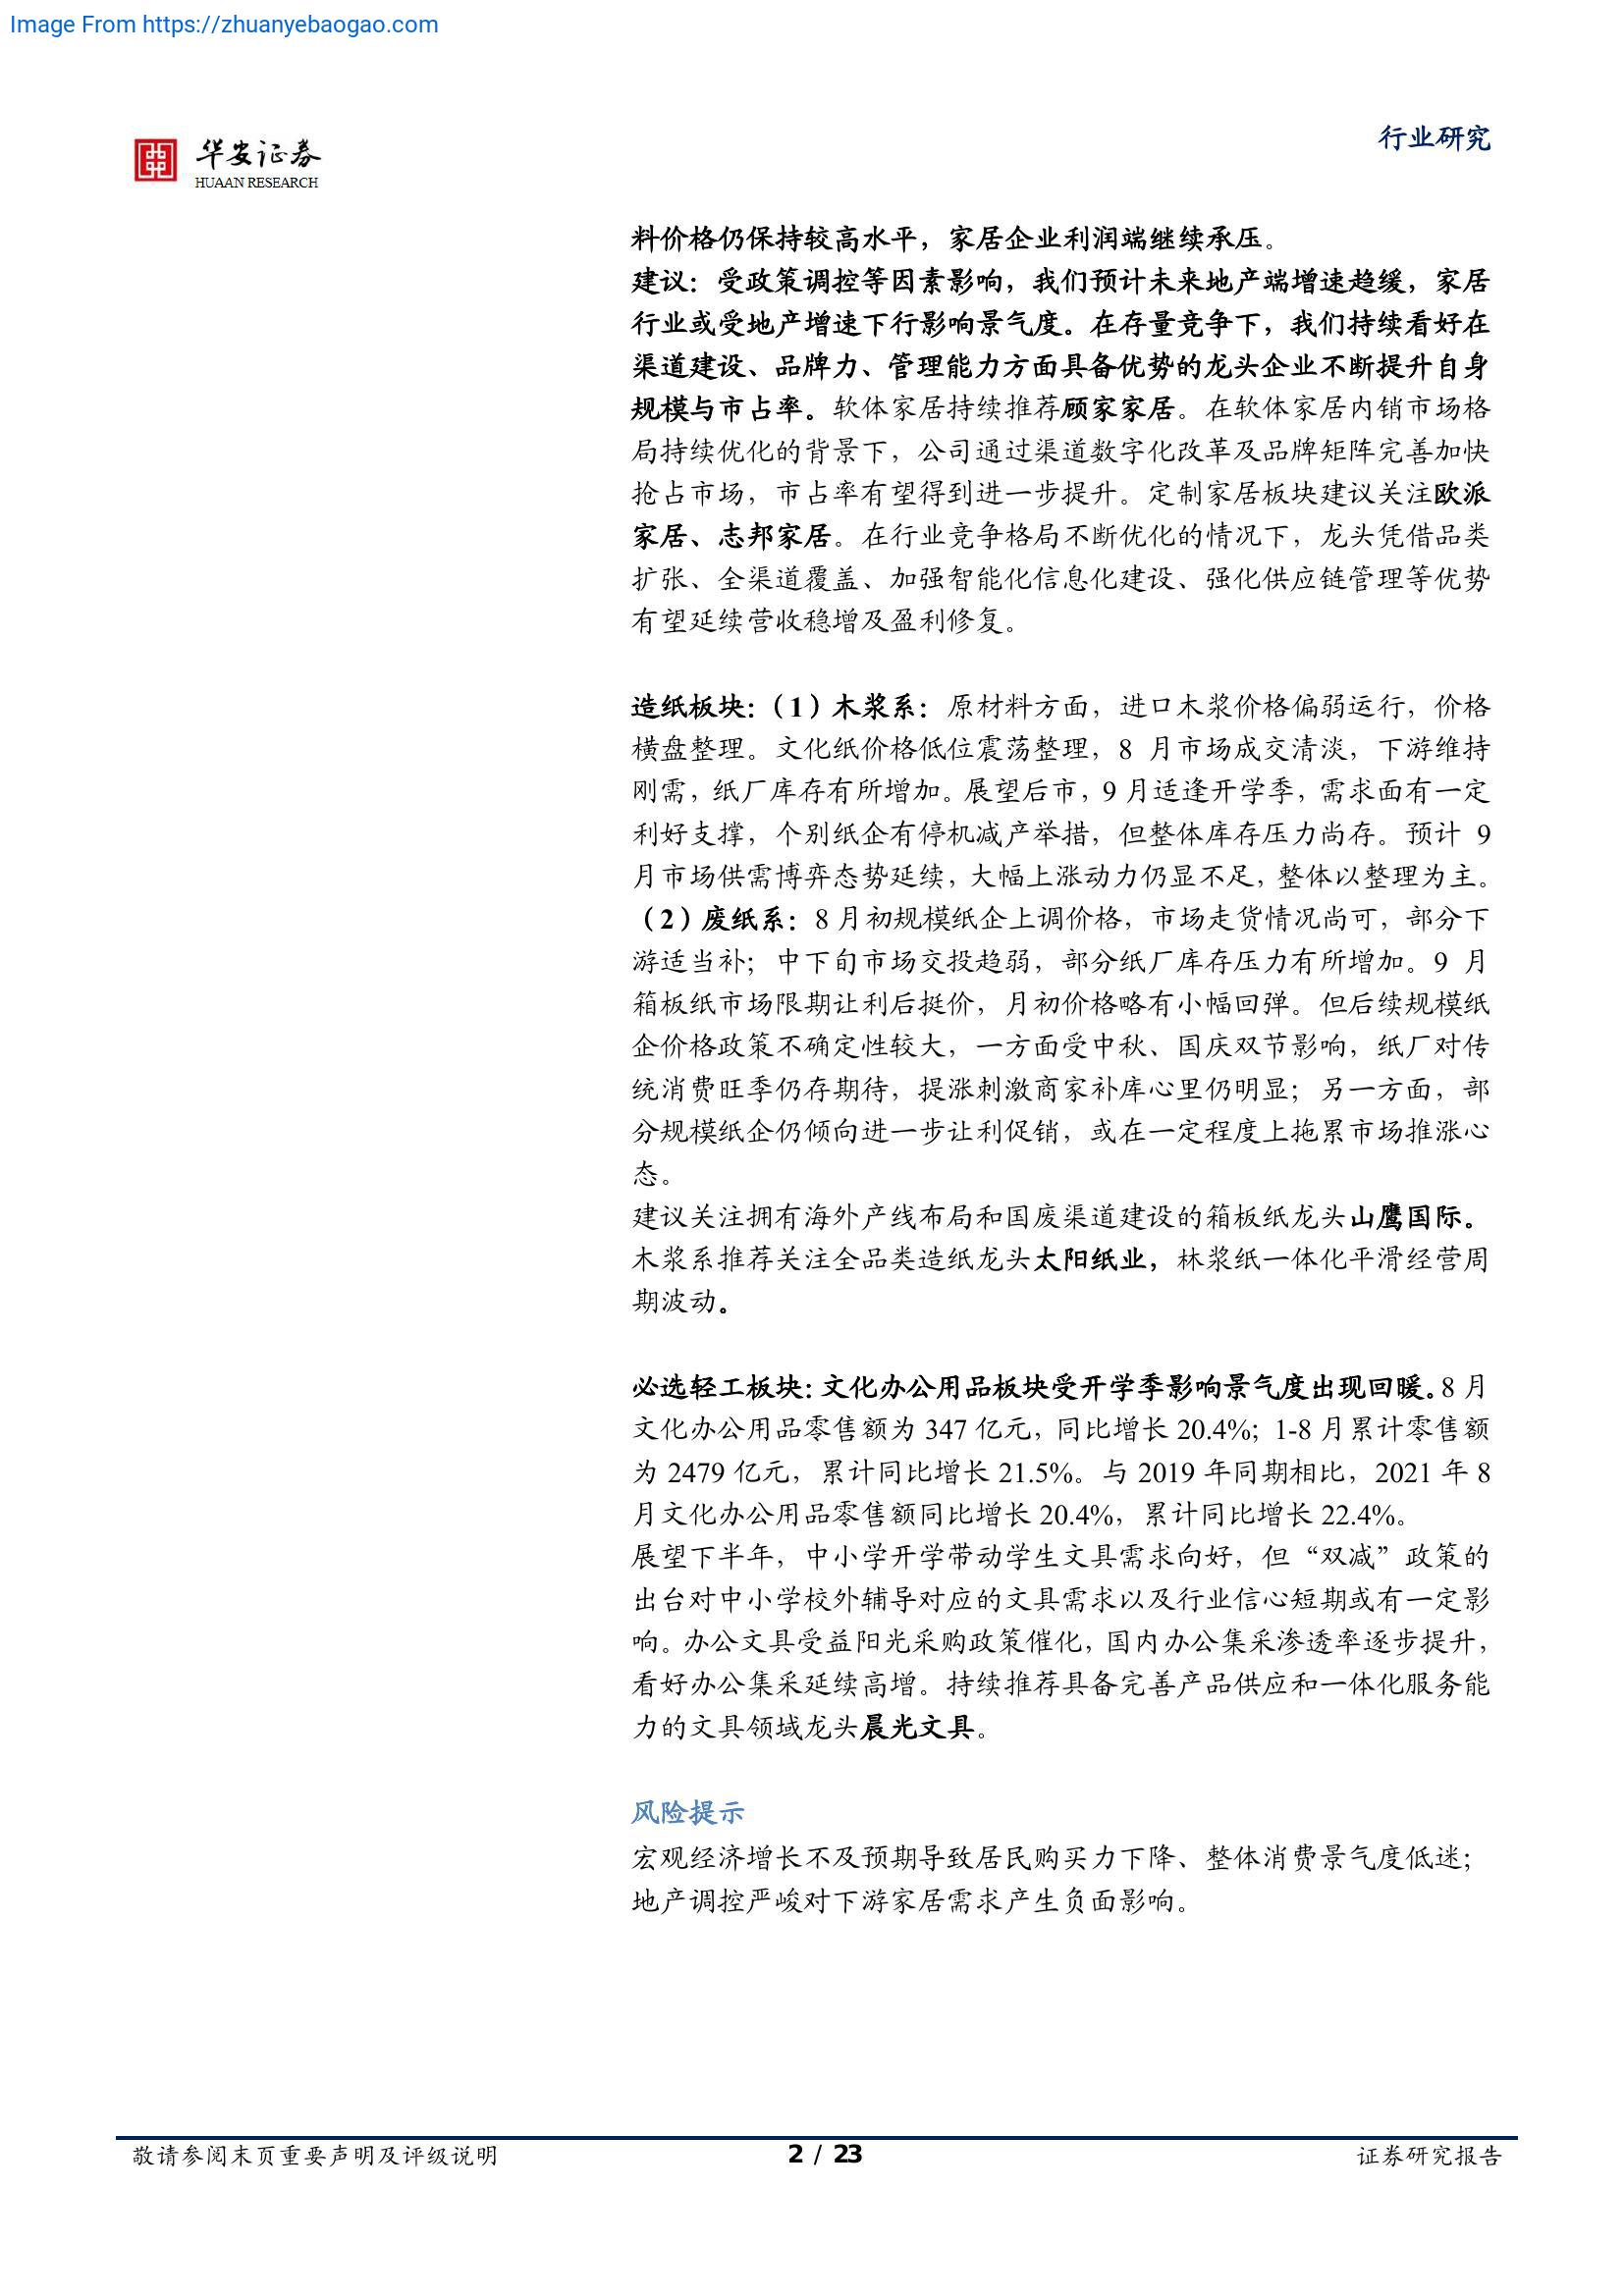 Image From https://zhuanyebaogao.com
华安证券
HUAAN RESEARCH
行业研究
料价格仍保持较高水平，家居企业利润端继续承压。
建议：受政策调控等因素影响，我们预计未来地产端增速趋缓，家居
行业或受地产增速下行影响景气度。在存量竞争下，我们持续看好在
渠道建设、品牌力、管理能力方面具备优势的龙头企业不断提升自身
规模与市占率。软体家居持续推荐顾家家居。在软体家居内销市场格
局持续优化的背景下，公司通过渠道数字化改革及品牌矩阵完善加快
抢占市场，市占率有望得到进一步提升。定制家居板块建议关注欧派
家居、志邦家居。在行业竞争格局不断优化的情况下，龙头凭借品类
扩张、全渠道覆盖、加强智能化信息化建设、强化供应链管理等优势
有望延续营收稳增及盈利修复。
造纸板块：（1）木浆系：原材料方面，进口木浆价格偏弱运行，价格
横盘整理。文化纸价格低位震荡整理，8 月市场成交清淡，下游维持
刚需，纸厂库存有所增加。展望后市，9 月适逢开学季，需求面有一定
利好支撑，个别纸企有停机减产举措，但整体库存压力尚存。预计 9
月市场供需博弈态势延续，大幅上涨动力仍显不足，整体以整理为主。
（2）废纸系：8 月初规模纸企上调价格，市场走货情况尚可，部分下
游适当补；中下旬市场交投趋弱，部分纸厂库存压力有所增加。9 月
箱板纸市场限期让利后挺价，月初价格略有小幅回弹。但后续规模纸
企价格政策不确定性较大，一方面受中秋、国庆双节影响，纸厂对传
统消费旺季仍存期待，提涨刺激商家补库心里仍明显；另一方面，部
分规模纸企仍倾向进一步让利促销，或在一定程度上拖累市场推涨心
态。
建议关注拥有海外产线布局和国废渠道建设的箱板纸龙头山鹰国际。
木浆系推荐关注全品类造纸龙头太阳纸业，林浆纸一体化平滑经营周
期波动。
必选轻工板块：文化办公用品板块受开学季影响景气度出现回暖。8 月
文化办公用品零售额为 347 亿元，同比增长 20.4%；1-8 月累计零售额
为 2479 亿元，累计同比增长 21.5%。与 2019 年同期相比，2021 年 8
月文化办公用品零售额同比增长 20.4%，累计同比增长 22.4%。
展望下半年，中小学开学带动学生文具需求向好，但“双减”政策的
出台对中小学校外辅导对应的文具需求以及行业信心短期或有一定影
响。办公文具受益阳光采购政策催化，国内办公集采渗透率逐步提升，
看好办公集采延续高增。持续推荐具备完善产品供应和一体化服务能
力的文具领域龙头晨光文具。
风险提示
宏观经济增长不及预期导致居民购买力下降、整体消费景气度低迷；
地产调控严峻对下游家居需求产生负面影响。
敬请参阅末页重要声明及评级说明
2 / 23
证券研究报告